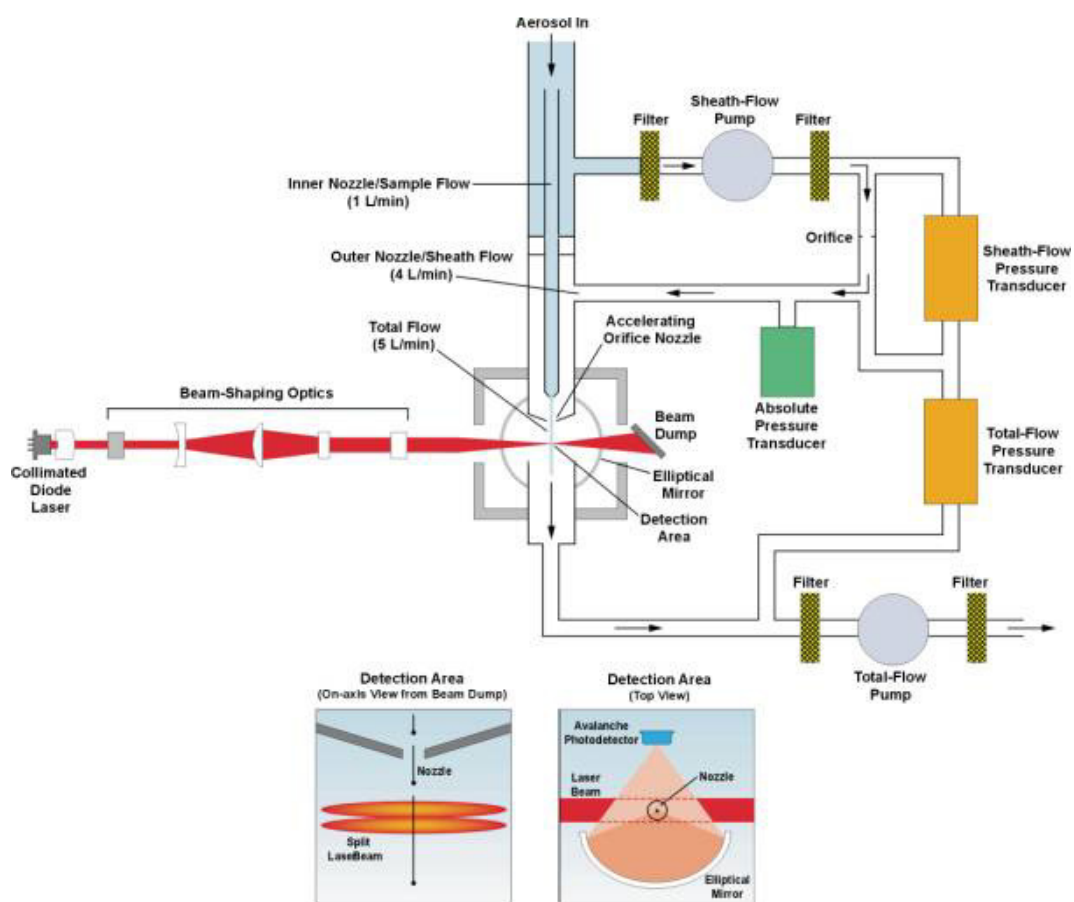 Aerosol In
Sheath-Flow
Pump
Filter
Filter
Inner Nozzle/Sample Flow
(1 L/min)
Orifice
Outer Nozzle/Sheath Flow
(4 L/min)
Sheath-Flow
Pressure
Transducer
Total Flow
(5 L/min)
Accelerating
Orifice Nozzle
Beam-Shaping Optics
Beam
Dump
Absolute
Pressure
Transducer
Total-Flow
Pressure
Transducer
Collimated
Diode
Laser
Elliptical
Mirror
Detection
Area
Filter
Filter
Total-Flow
Pump
Detection Area
(On-axis View from Beam Dump)
Nozzle
Split
LaseBeam
Detection Area
(Top View)
Avalanche
Photodetector
Laser
Beam
Nozzle
Elliptical
Mirror